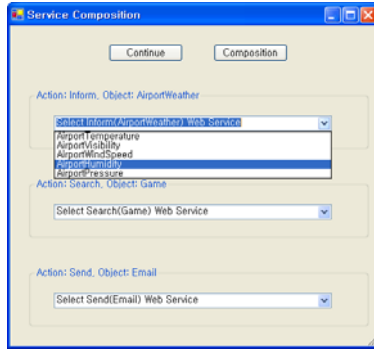 Service Composition
Continue Composition
Action: Inform, Object: AirportWeather
Select Inform(AirportWeather) Web Service
AirportTemperature
AirportVisibility
AirportWindSpeed
AirportHumidity
AirportPressure
Action: Search, Object: Game
Select Search(Game) Web Service
Action: Send, Object: Email
Select Send(Email) Web Service